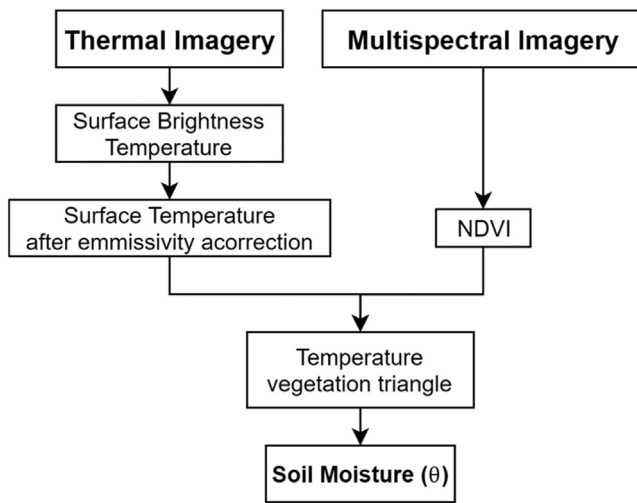 Thermal Imagery
Multispectral Imagery
Surface Brightness
Temperature
Surface Temperature
after emmissivity acorrection
NDVI
Temperature
vegetation triangle
Soil Moisture (θ)